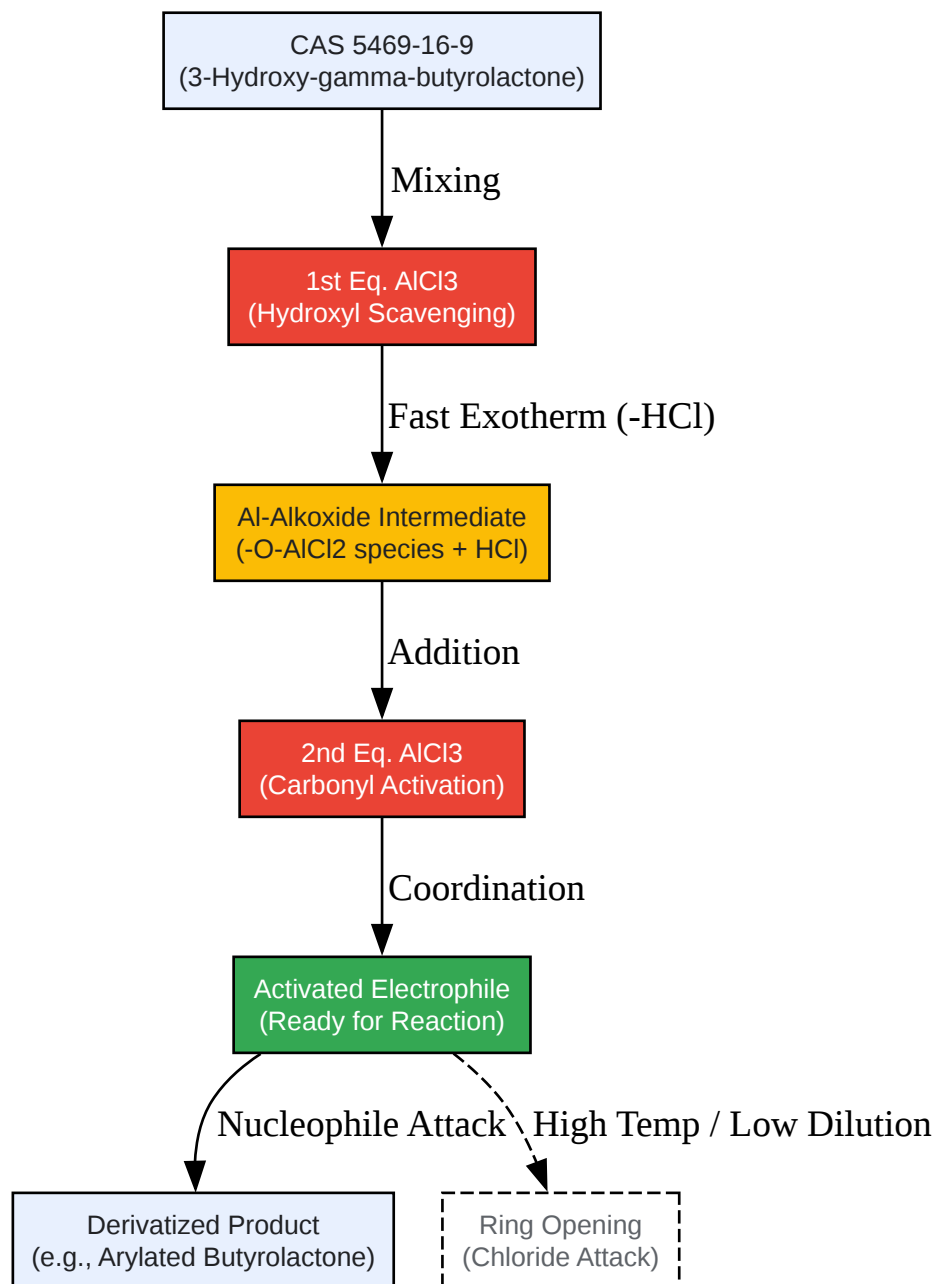 CAS 5469-16-9
(3-Hydroxy-gamma-butyrolactone)
Mixing
1st Eq. AlCl3
(Hydroxyl Scavenging)
Fast Exotherm (-HCl)
Al-Alkoxide Intermediate
(-O-AlCl2 species + HCl)
Addition
2nd Eq. AlCl3
(Carbonyl Activation)
Coordination
Activated Electrophile
(Ready for Reaction)
Nucleophile Attack
High Temp / Low Dilution
Derivatized Product
(e.g., Arylated Butyrolactone)
Ring Opening
(Chloride Attack)